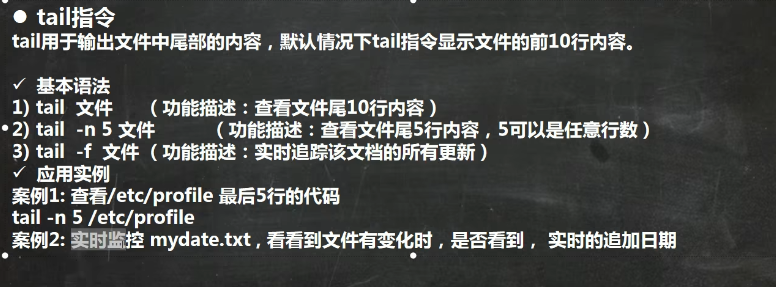 ● tail指令
tail用于输出文件中尾部的内容，默认情况下tail指令显示文件的前10行内容。
✓ 基本语法
1) tail 文件 （功能描述：查看文件尾10行内容）
2) tail -n 5 文件 （功能描述：查看文件尾5行内容，5可以是任意行数）
3) tail -f 文件（功能描述：实时追踪该文档的所有更新）
✓ 应用实例
案例1: 查看/etc/profile 最后5行的代码
tail -n 5 /etc/profile
案例2: 实时监控 mydate.txt , 看看到文件有变化时，是否看到， 实时的追加日期